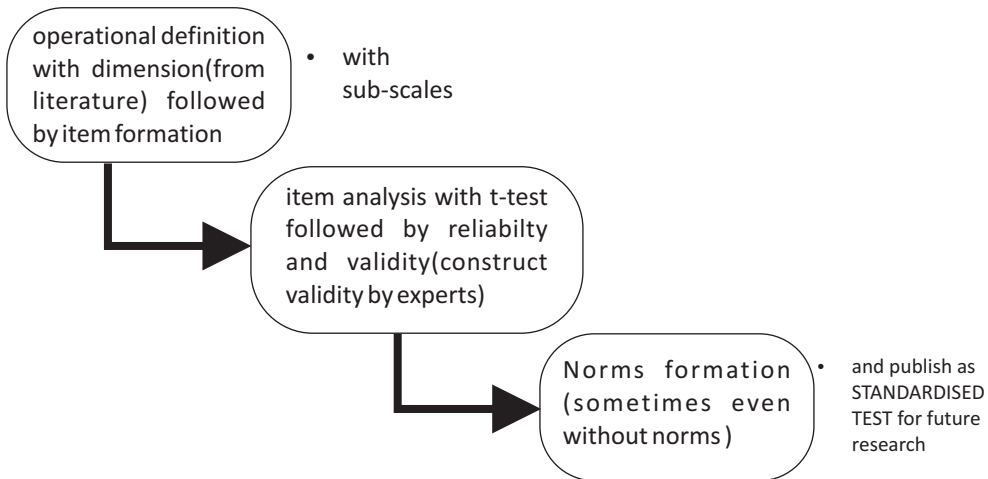 operational definition
with dimension(from
literature) followed
by item formation
• with
sub-scales
item analysis with t-test
followed by reliabilty
and validity(construct
validity by experts)
Norms formation
(sometimes even
without norms )
• and publish as
STANDARDISED
TEST for future
research